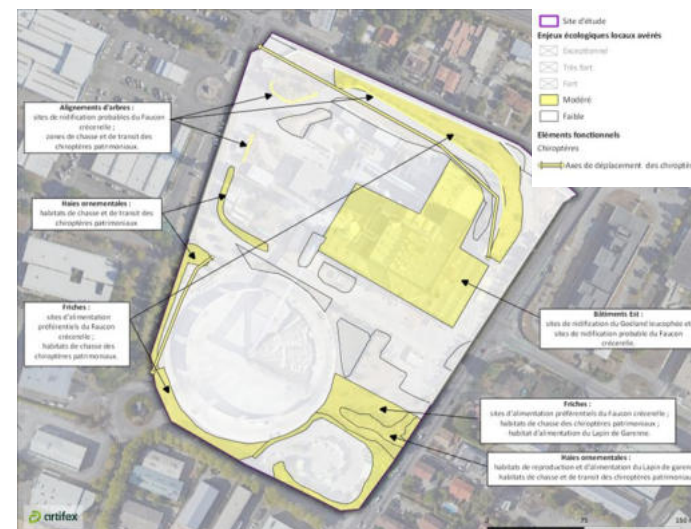 Site d'étude
Enjeux écologiques locaux avérés
Exceptionnel
Très fort
Fort
Modéré
Faible
Eléments fonctionnels
Chiroptères
Axes de déplacement des chiroptè
Alignements d'arbres :
sites de nidification probables du Faucon
crécerelle ;
zones de chasse et de transit des
chiroptères patrimoniaux
Haies ornementales :
habitats de chasse et de transit des
chiroptères patrimoniaux
Friches :
sites d'alimentation
préférentiels du Faucon
crécerelle ;
habitats de chasse des
chiroptères patrimoniaux.
Bâtiments Est :
sites de nidification du Goéland leucophée et
sites de nidification probable du Faucon
crécerelle.
Friches :
sites d'alimentation préférentiels du Faucon crécerelle ;
habitats de chasse des chiroptères patrimoniaux ;
habitat d'alimentation du Lapin de Garenne.
Haies ornementales :
habitats de reproduction et d'alimentation du Lapin de garen
habitats de chasse et de transit des chiroptères patrimoniau
artifex
75
150